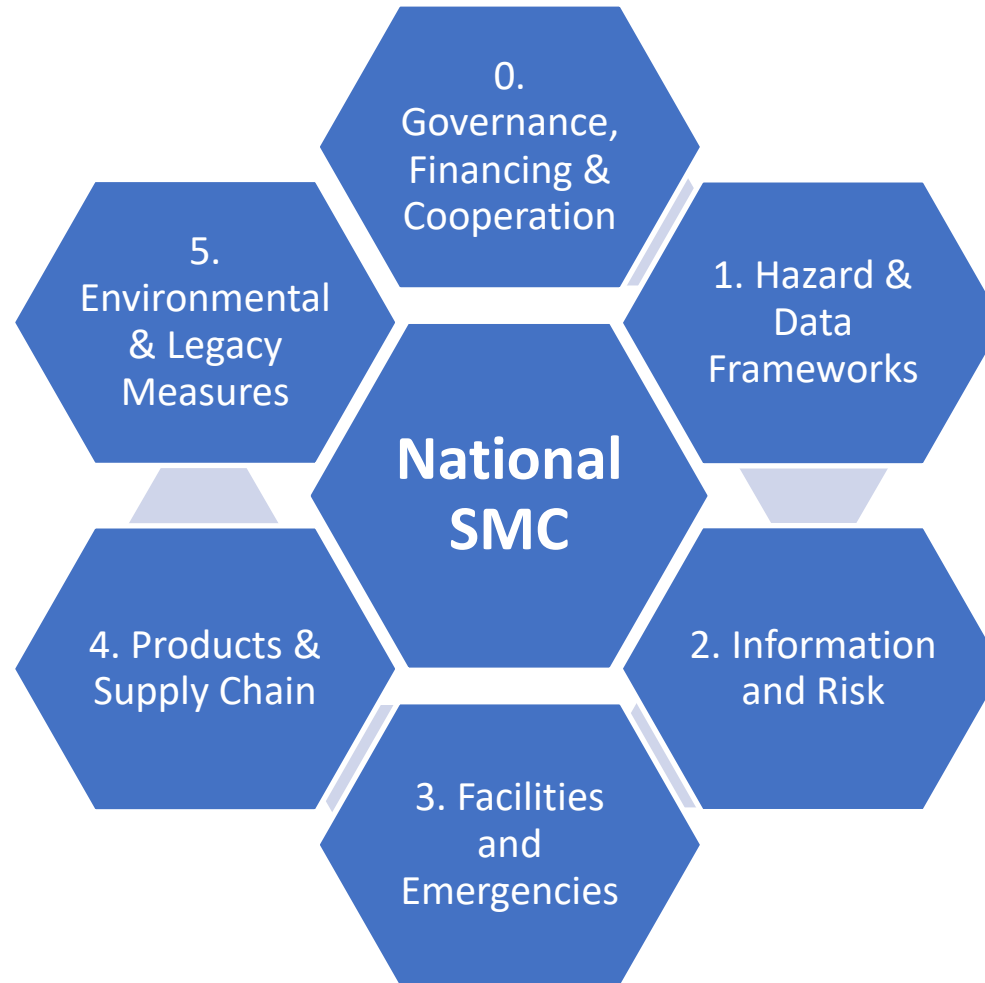 0.
Governance,
Financing &
Cooperation
1. Hazard &
Data
Frameworks
2. Information
and Risk
3. Facilities
and
Emergencies
4. Products &
Supply Chain
5.
Environmental
& Legacy
Measures
National
SMC